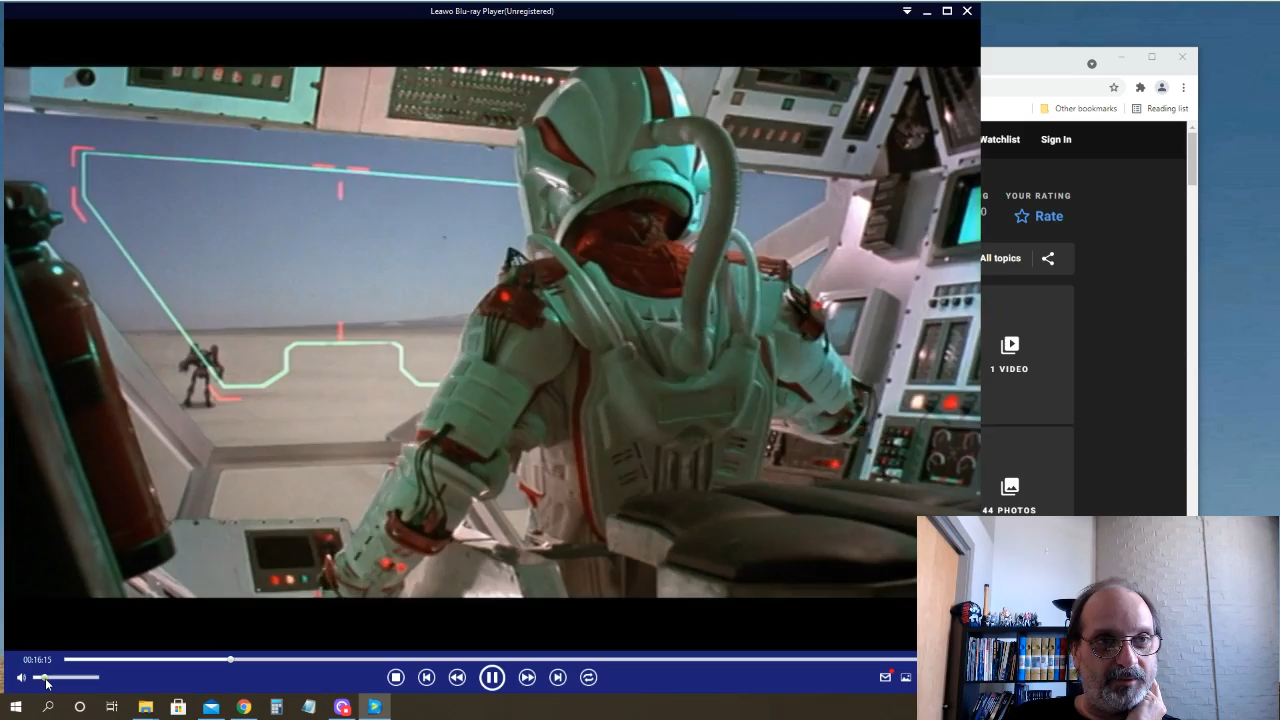 Leawo Blu-ray Player(Unregistered)
Other bookmarks
Reading list
Watchlist
Sign In
G
YOUR RATING
0
Rate
All topics
1 VIDEO
44 PHOTOS
00:16:15